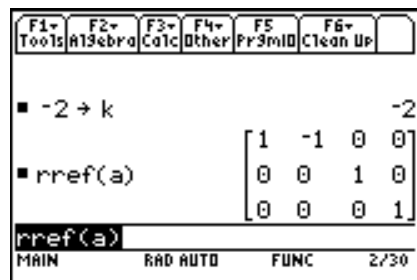 F1▾ F2▾ F3▾ F4▾ F5 F6▾
Tools Algebra Calc Other PrgmIO Clean Up
▪ -2 → k -2
[1 -1 0 0]
▪ rref(a) [0 0 1 0]
[0 0 0 1]
rref(a)
MAIN RAD AUTO FUNC 2/30